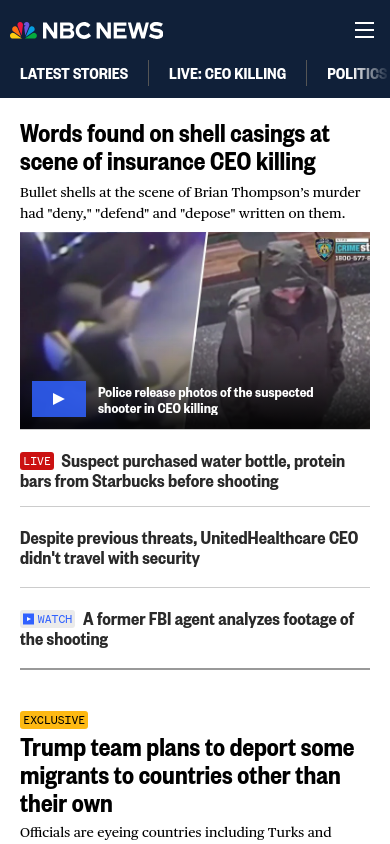 NBC NEWS
LATEST STORIES LIVE: CEO KILLING POLITICS
Words found on shell casings at
scene of insurance CEO killing
Bullet shells at the scene of Brian Thompson’s murder
had "deny," "defend" and "depose" written on them.
CRIMEST
1800-577-8
Police release photos of the suspected
shooter in CEO killing
LIVE Suspect purchased water bottle, protein
bars from Starbucks before shooting
Despite previous threats, UnitedHealthcare CEO
didn't travel with security
WATCH A former FBI agent analyzes footage of
the shooting
EXCLUSIVE
Trump team plans to deport some
migrants to countries other than
their own
Officials are eyeing countries including Turks and